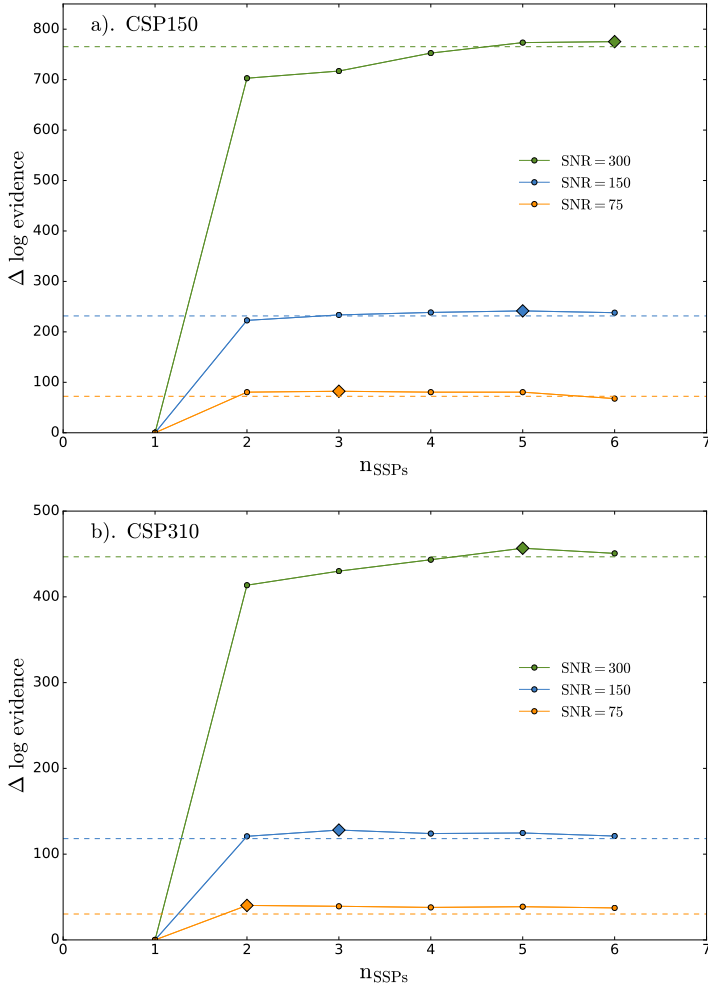 a). CSP150
800
700
600
500
400
300
200
100
0
Δ log evidence
SNR = 300
SNR = 150
SNR = 75
0 1 2 3 4 5 6 7
nSSPs
b). CSP310
500
400
300
200
100
0
Δ log evidence
SNR = 300
SNR = 150
SNR = 75
0 1 2 3 4 5 6 7
nSSPs